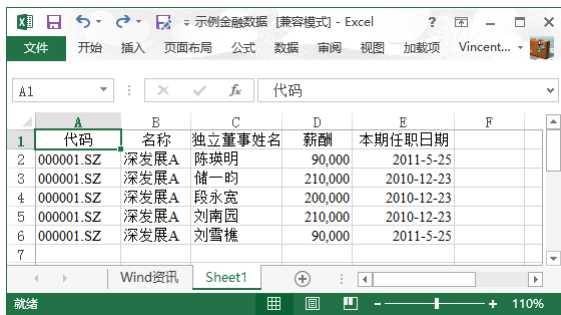 示例金融数据 [兼容模式] - Excel ?
文件 开始 插入 页面布局 公式 数据 审阅 视图 加载项 Vincent...
A1 fx 代码
A B C D E F
1 代码 名称 独立董事姓名 薪酬 本期任职日期
2 000001.SZ 深发展A 陈瑛明 90,000 2011-5-25
3 000001.SZ 深发展A 储一昀 210,000 2010-12-23
4 000001.SZ 深发展A 段永宽 200,000 2010-12-23
5 000001.SZ 深发展A 刘南园 210,000 2010-12-23
6 000001.SZ 深发展A 刘雪樵 90,000 2011-5-25
7
Wind资讯 Sheet1
就绪 110%